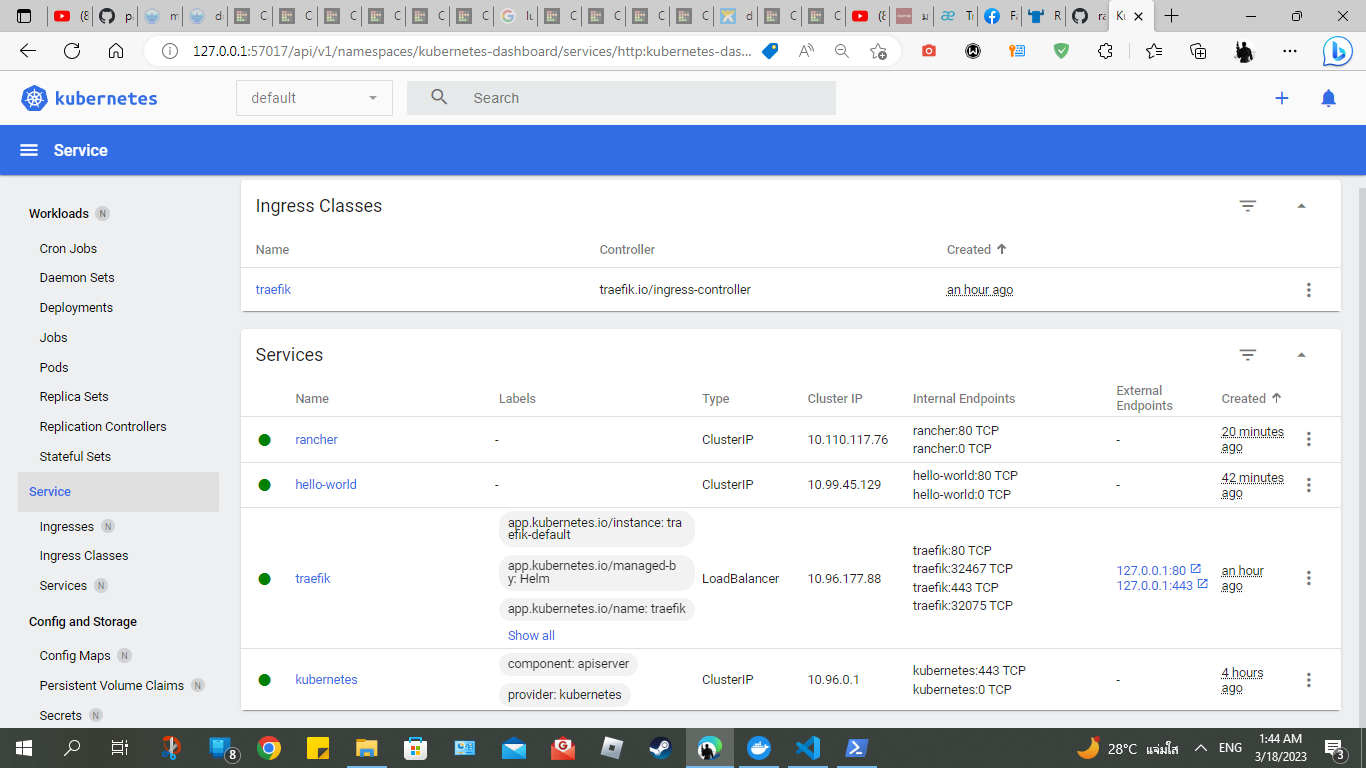 127.0.0.1:57017/api/v1/namespaces/kubernetes-dashboard/services/http:kubernetes-das...
kubernetes
default
Search
Service
Workloads N
Cron Jobs
Daemon Sets
Deployments
Jobs
Pods
Replica Sets
Replication Controllers
Stateful Sets
Service
Ingresses N
Ingress Classes
Services N
Config and Storage
Config Maps N
Persistent Volume Claims N
Secrets N
Ingress Classes
Name Controller Created
traefik traefik.io/ingress-controller an hour ago
Services
Name Labels Type Cluster IP Internal Endpoints External Endpoints Created
rancher - ClusterIP 10.110.117.76 rancher:80 TCP - 20 minutes
rancher:0 TCP ago
hello-world - ClusterIP 10.99.45.129 hello-world:80 TCP - 42 minutes
hello-world:0 TCP ago
app.kubernetes.io/instance: tra
efik-default
app.kubernetes.io/managed-b
y: Helm
app.kubernetes.io/name: traefik
Show all
traefik LoadBalancer 10.96.177.88
traefik:80 TCP
traefik:32467 TCP
traefik:443 TCP
traefik:32075 TCP
127.0.0.1:80
127.0.0.1:443
an hour
ago
component: apiserver
provider: kubernetes
kubernetes ClusterIP 10.96.0.1
kubernetes:443 TCP
kubernetes:0 TCP
-
4 hours
ago
8
28°C แจ่มใส ENG
1:44 AM
3/18/2023
3